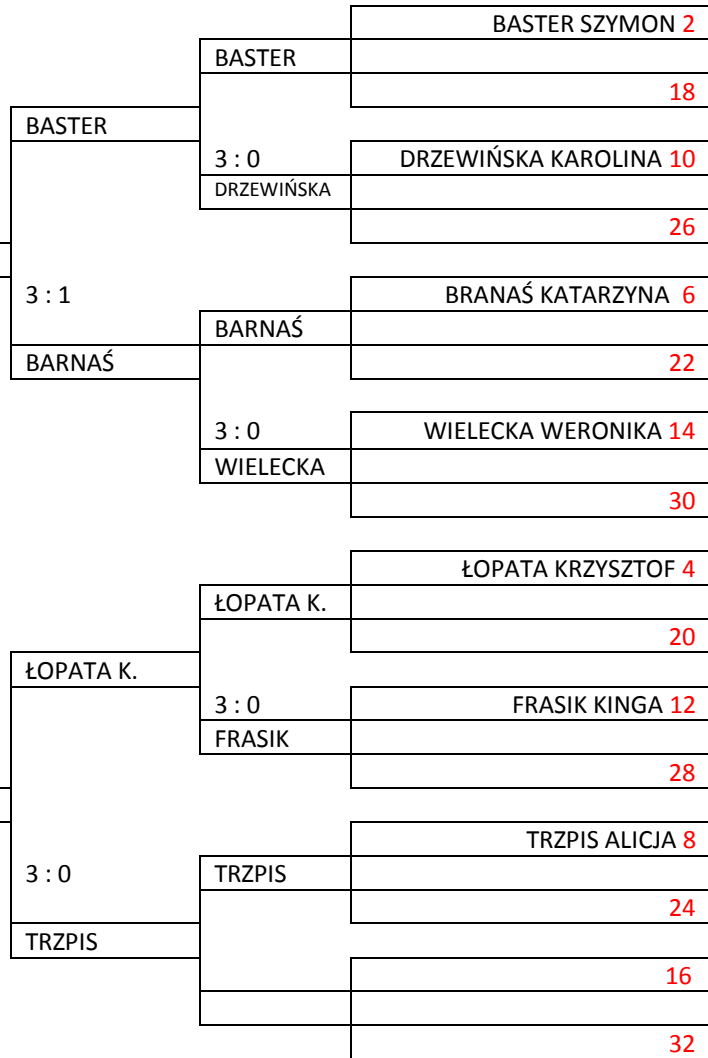 BASTER SZYMON 2
BASTER
18
BASTER
3 : 0 DRZEWIŃSKA KAROLINA 10
DRZEWIŃSKA
26
3 : 1 BRANAŚ KATARZYNA 6
BARNAŚ
BARNAŚ 22
3 : 0 WIELECKA WERONIKA 14
WIELECKA
30
ŁOPATA KRZYSZTOF 4
ŁOPATA K.
20
ŁOPATA K.
3 : 0 FRASIK KINGA 12
FRASIK
28
TRZPIS ALICJA 8
3 : 0 TRZPIS
24
TRZPIS
16
32